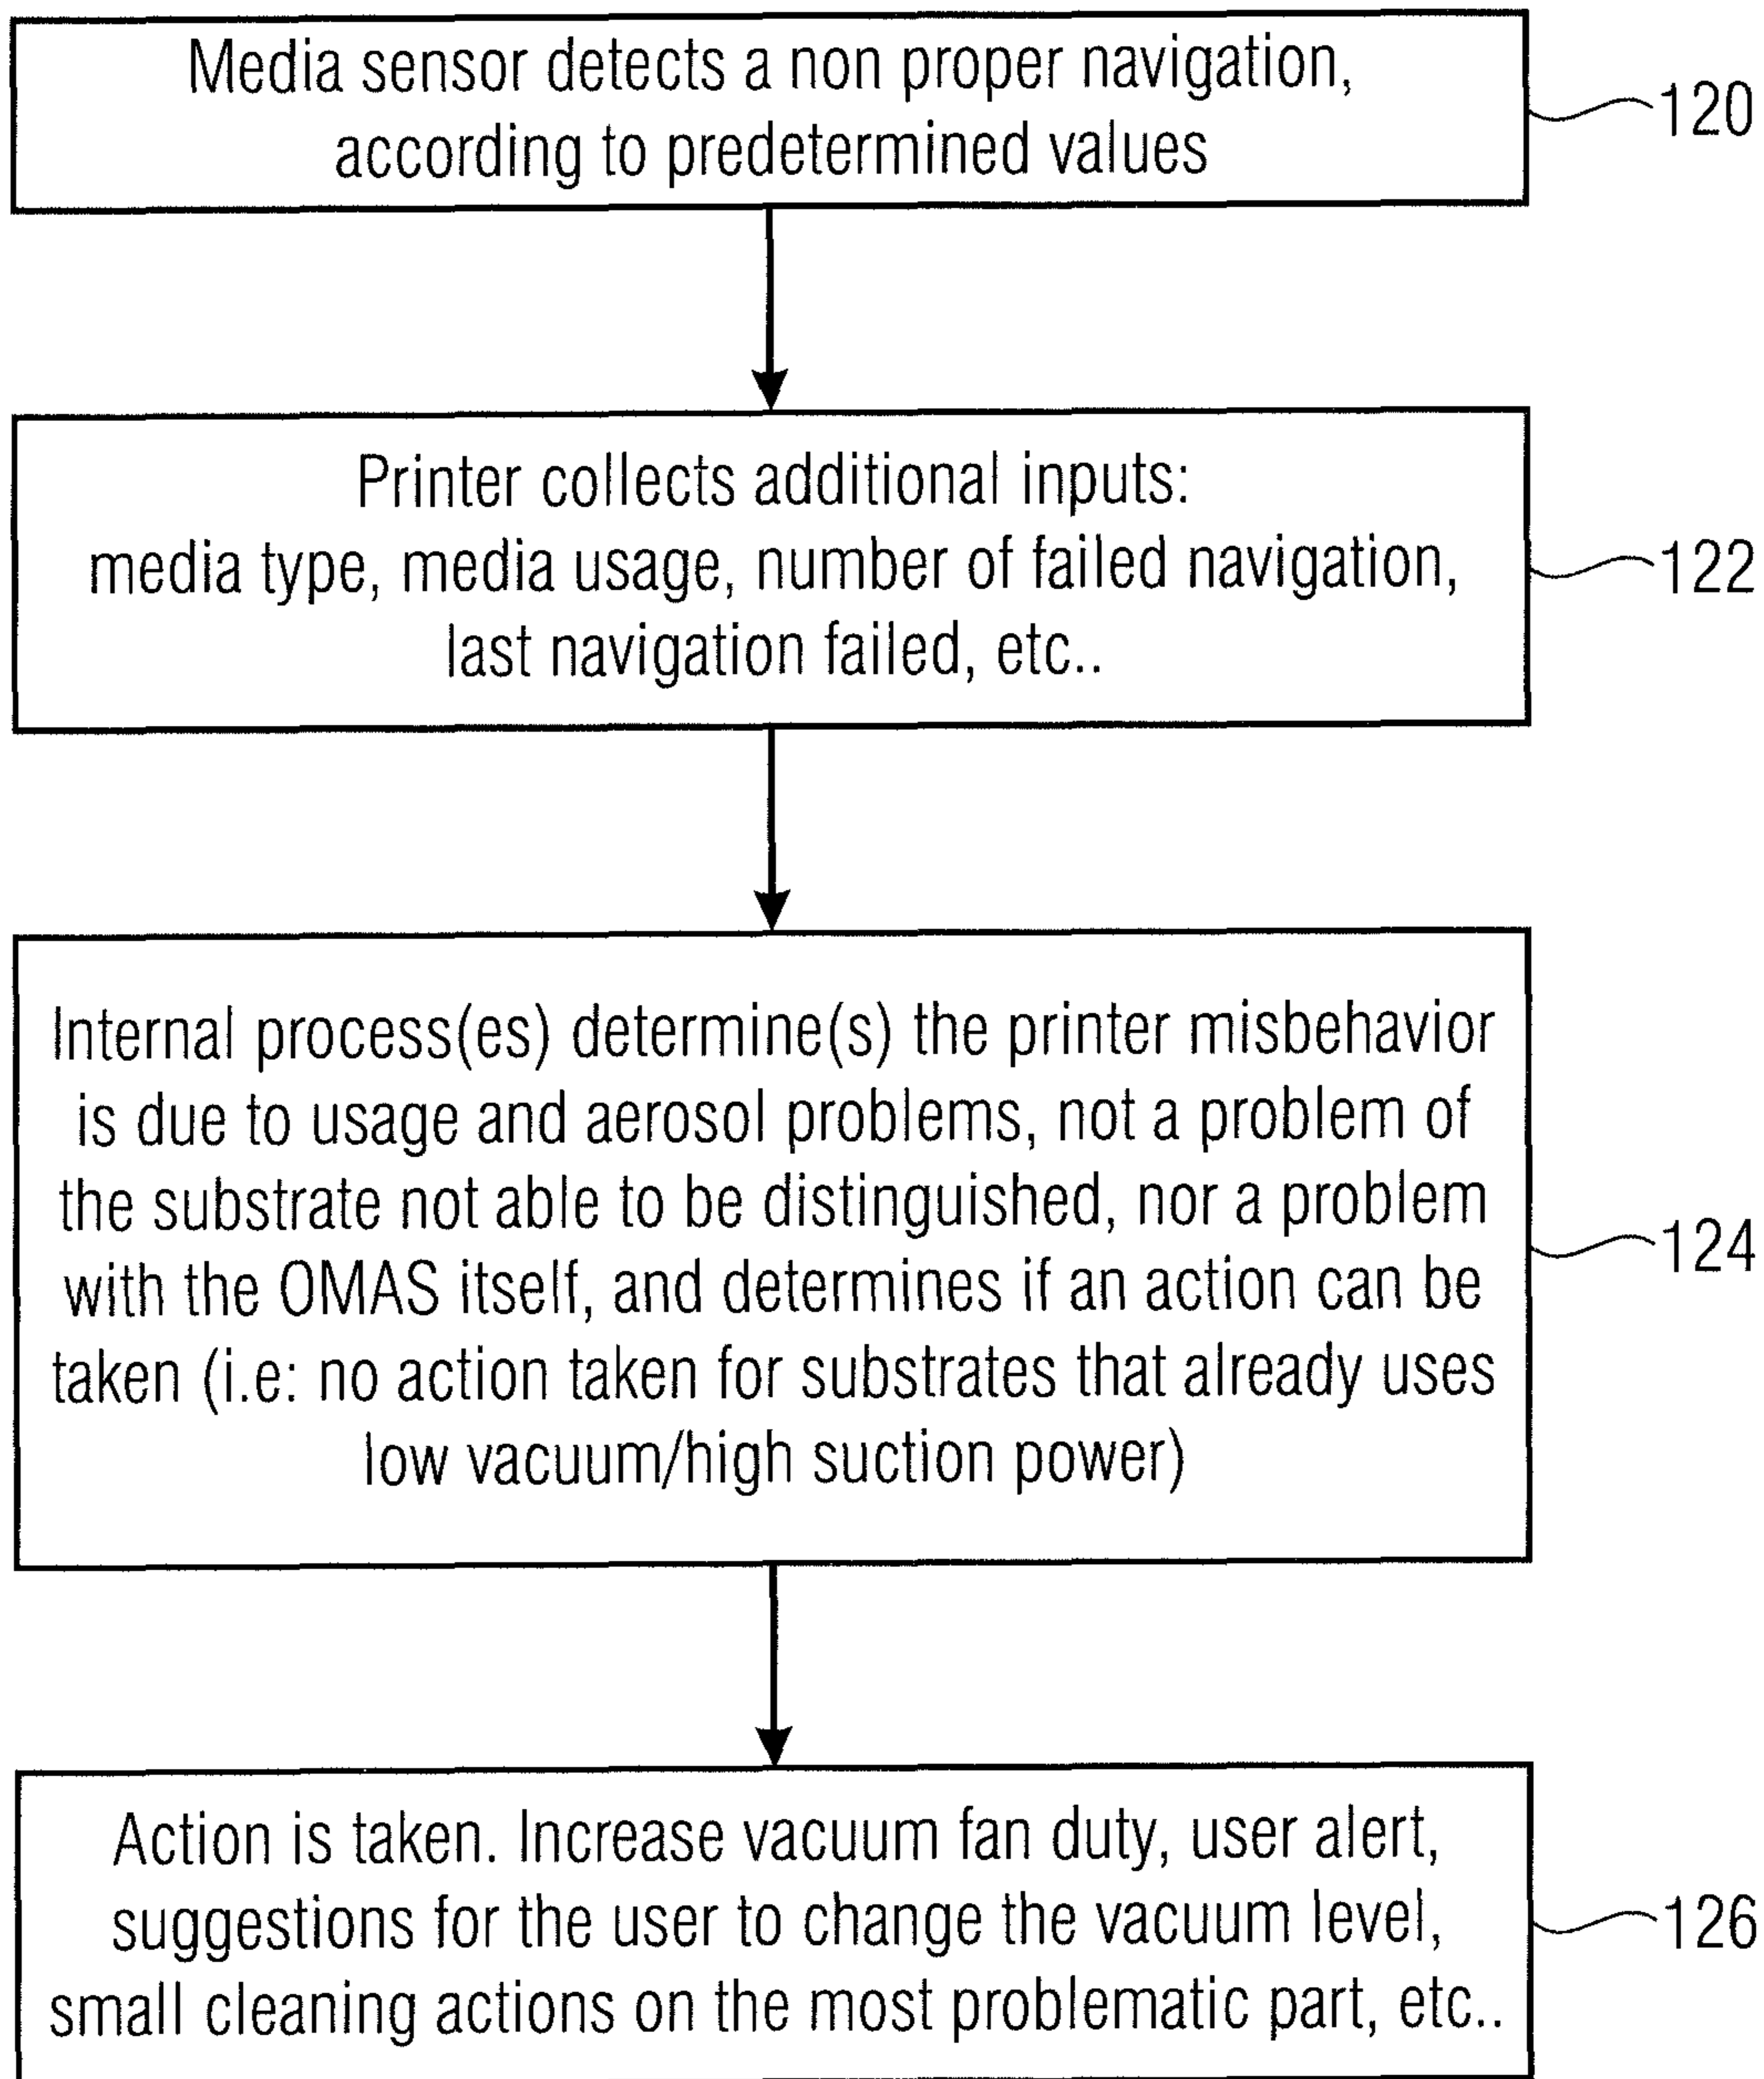 Media sensor detects a non proper navigation,
according to predetermined values
120
Printer collects additional inputs:
media type, media usage, number of failed navigation,
last navigation failed, etc..
122
Internal process(es) determine(s) the printer misbehavior
is due to usage and aerosol problems, not a problem of
the substrate not able to be distinguished, nor a problem
with the OMAS itself, and determines if an action can be
taken (i.e: no action taken for substrates that already uses
low vacuum/high suction power)
124
Action is taken. Increase vacuum fan duty, user alert,
suggestions for the user to change the vacuum level,
small cleaning actions on the most problematic part, etc..
126